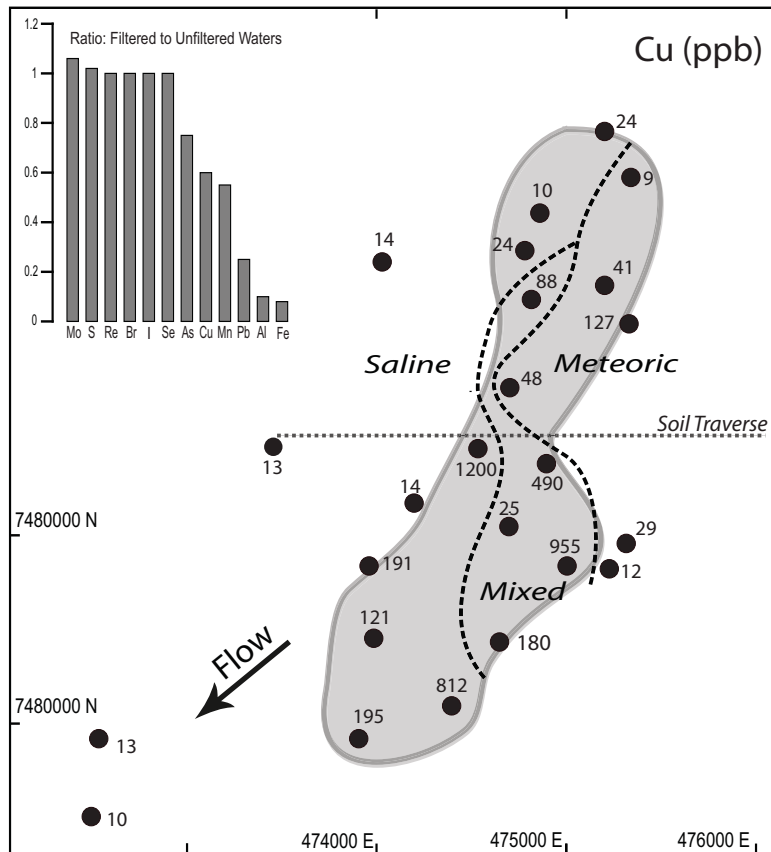 Cu (ppb)
Ratio: Filtered to Unfiltered Waters
1.2
1
0.8
0.6
0.4
0.2
0
Mo S Re Br I Se As Cu Mn Pb Al Fe
24
9
10
14
24
41
88
127
Saline
Meteoric
48
Soil Traverse
13
1200
490
14
25
7480000 N
29
955
191
12
Mixed
121
Flow
180
812
7480000 N
195
13
10
474000 E
475000 E
476000 E